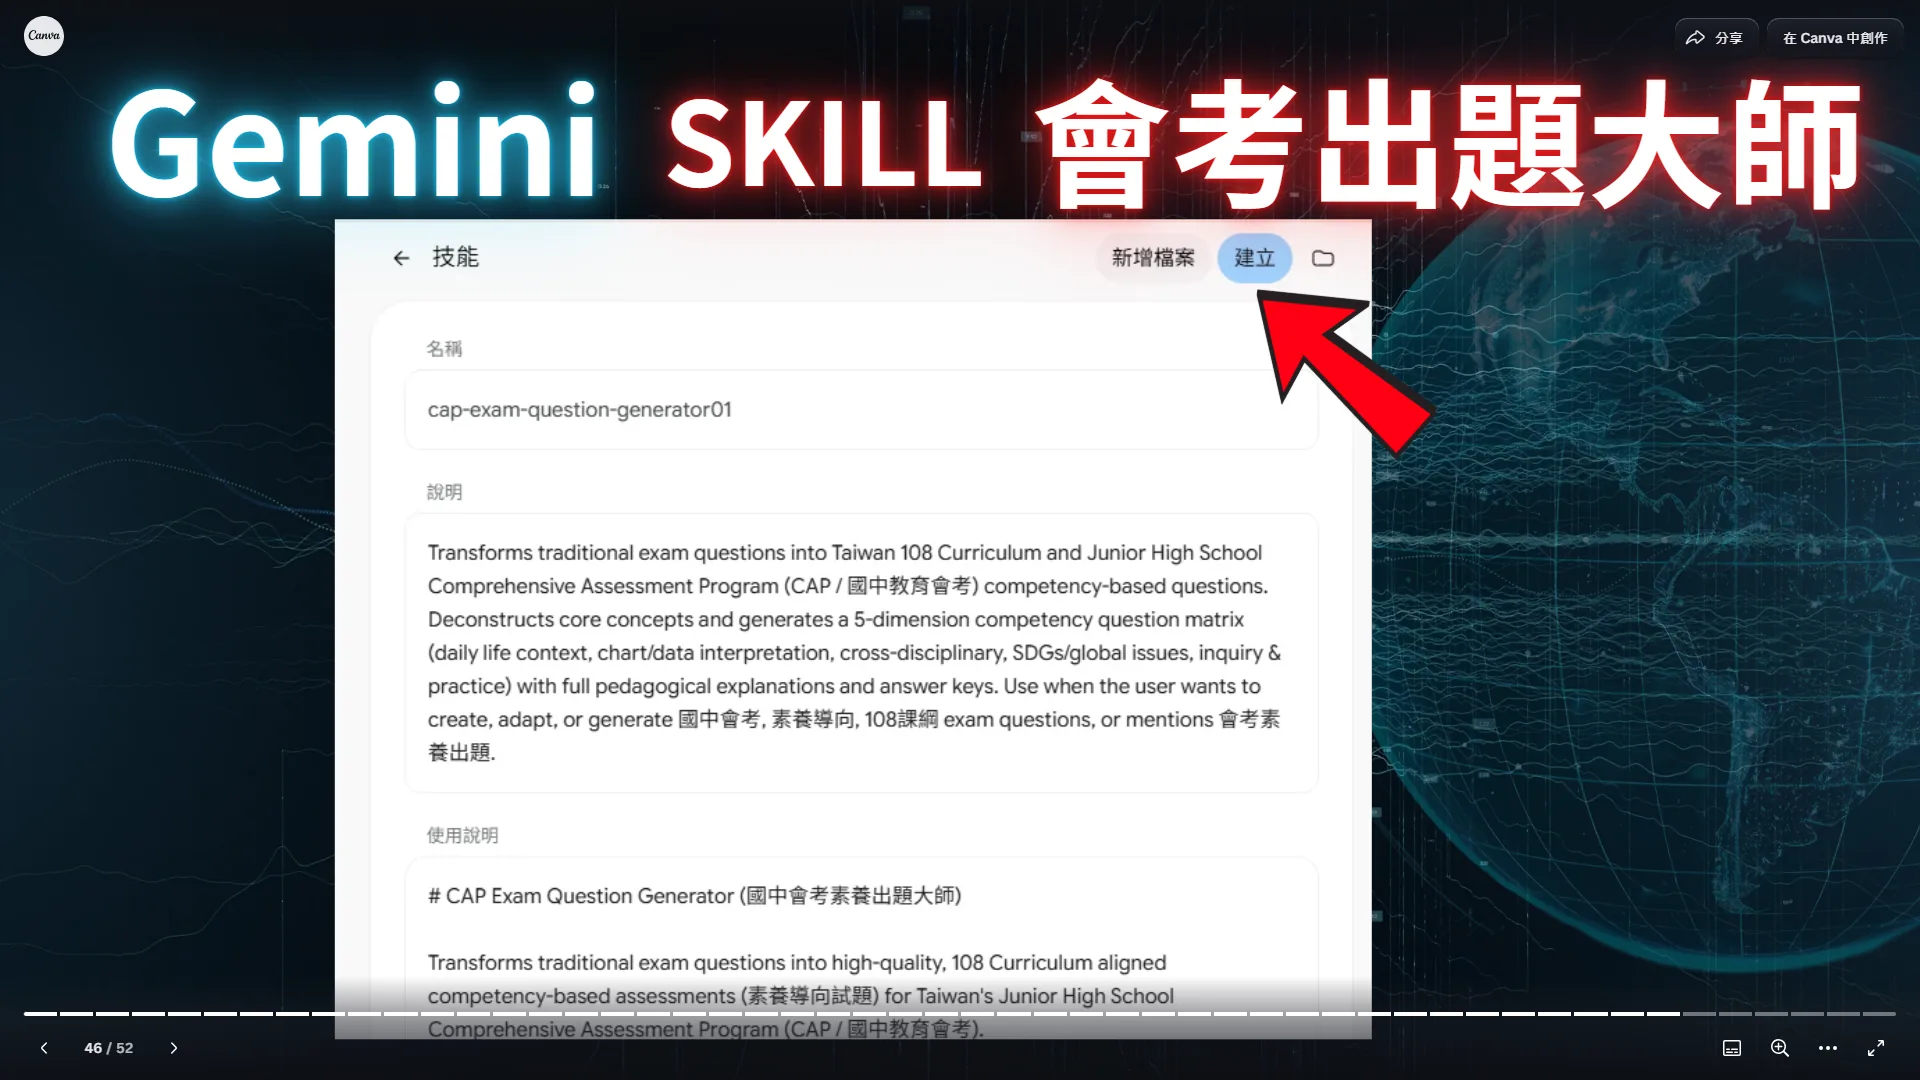 Canva
分享
在 Canva 中創作
Gemini SKILL 會考出題大師
技能
新增檔案
建立
名稱
cap-exam-question-generator01
說明
Transforms traditional exam questions into Taiwan 108 Curriculum and Junior High School
Comprehensive Assessment Program (CAP / 國中教育會考) competency-based questions.
Deconstructs core concepts and generates a 5-dimension competency question matrix
(daily life context, chart/data interpretation, cross-disciplinary, SDGs/global issues, inquiry &
practice) with full pedagogical explanations and answer keys. Use when the user wants to
create, adapt, or generate 國中會考, 素養導向, 108課綱 exam questions, or mentions 會考素
養出題.
使用說明
# CAP Exam Question Generator (國中會考素養出題大師)
Transforms traditional exam questions into high-quality, 108 Curriculum aligned
competency-based assessments (素養導向試題) for Taiwan's Junior High School
Comprehensive Assessment Program (CAP / 國中教育會考).
46 / 52